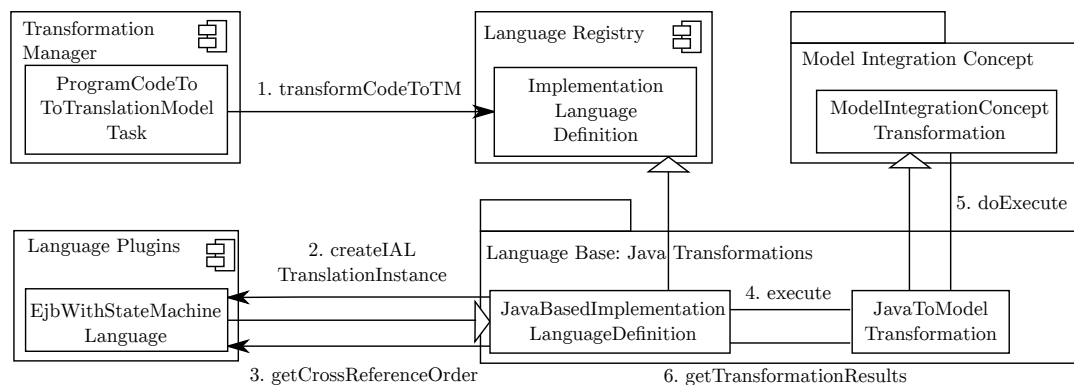 Transformation
Manager
ProgramCodeTo
ToTranslationModel
Task
1. transformCodeToTM
Language Registry
Implementation
Language
Definition
Model Integration Concept
ModelIntegrationConcept
Transformation
5. doExecute
Language Plugins
EjbWithStateMachine
Language
2. createIAL
TranslationInstance
3. getCrossReferenceOrder
Language Base: Java Transformations
JavaBasedImplementation
LanguageDefinition
4. execute
JavaToModel
Transformation
6. getTransformationResults